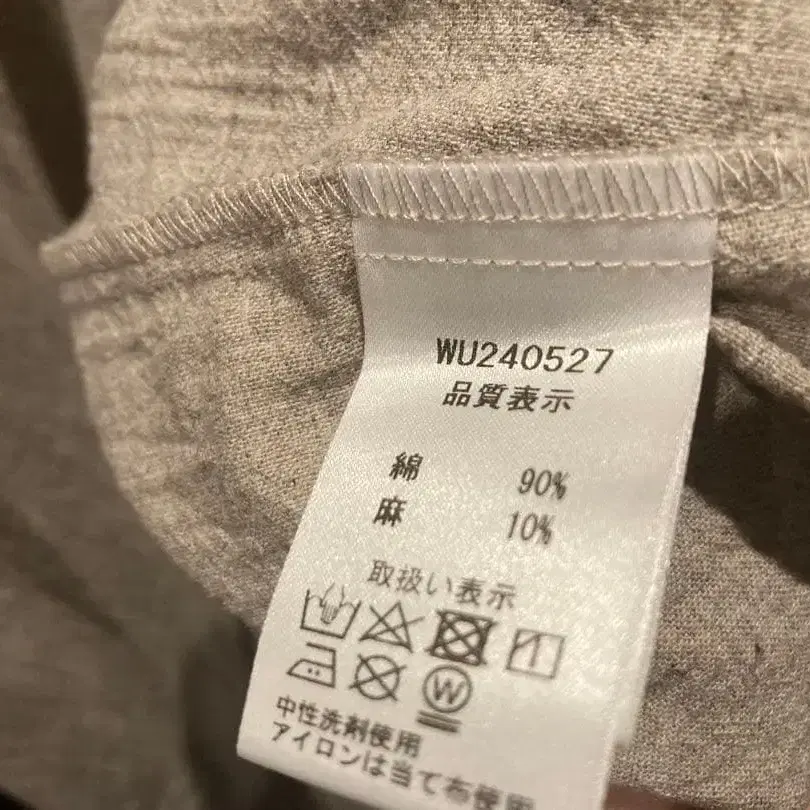 WU240527
品質表示
綿 90%
麻 10%
取扱い表示
W
中性洗剤使用
アイロンは当て布使用